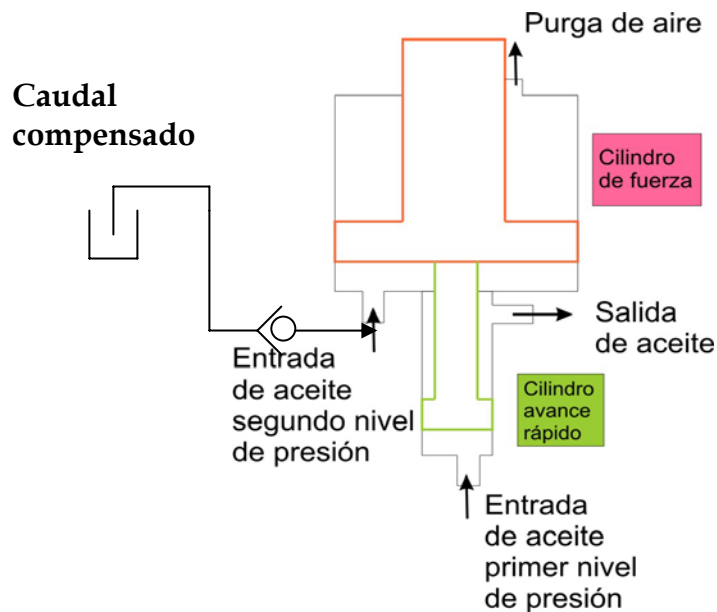 Purga de aire
Caudal
compensado
Cilindro
de fuerza
Salida
de aceite
Entrada
de aceite
segundo nivel
de presión
Cilindro
avance
rápido
Entrada
de aceite
primer nivel
de presión